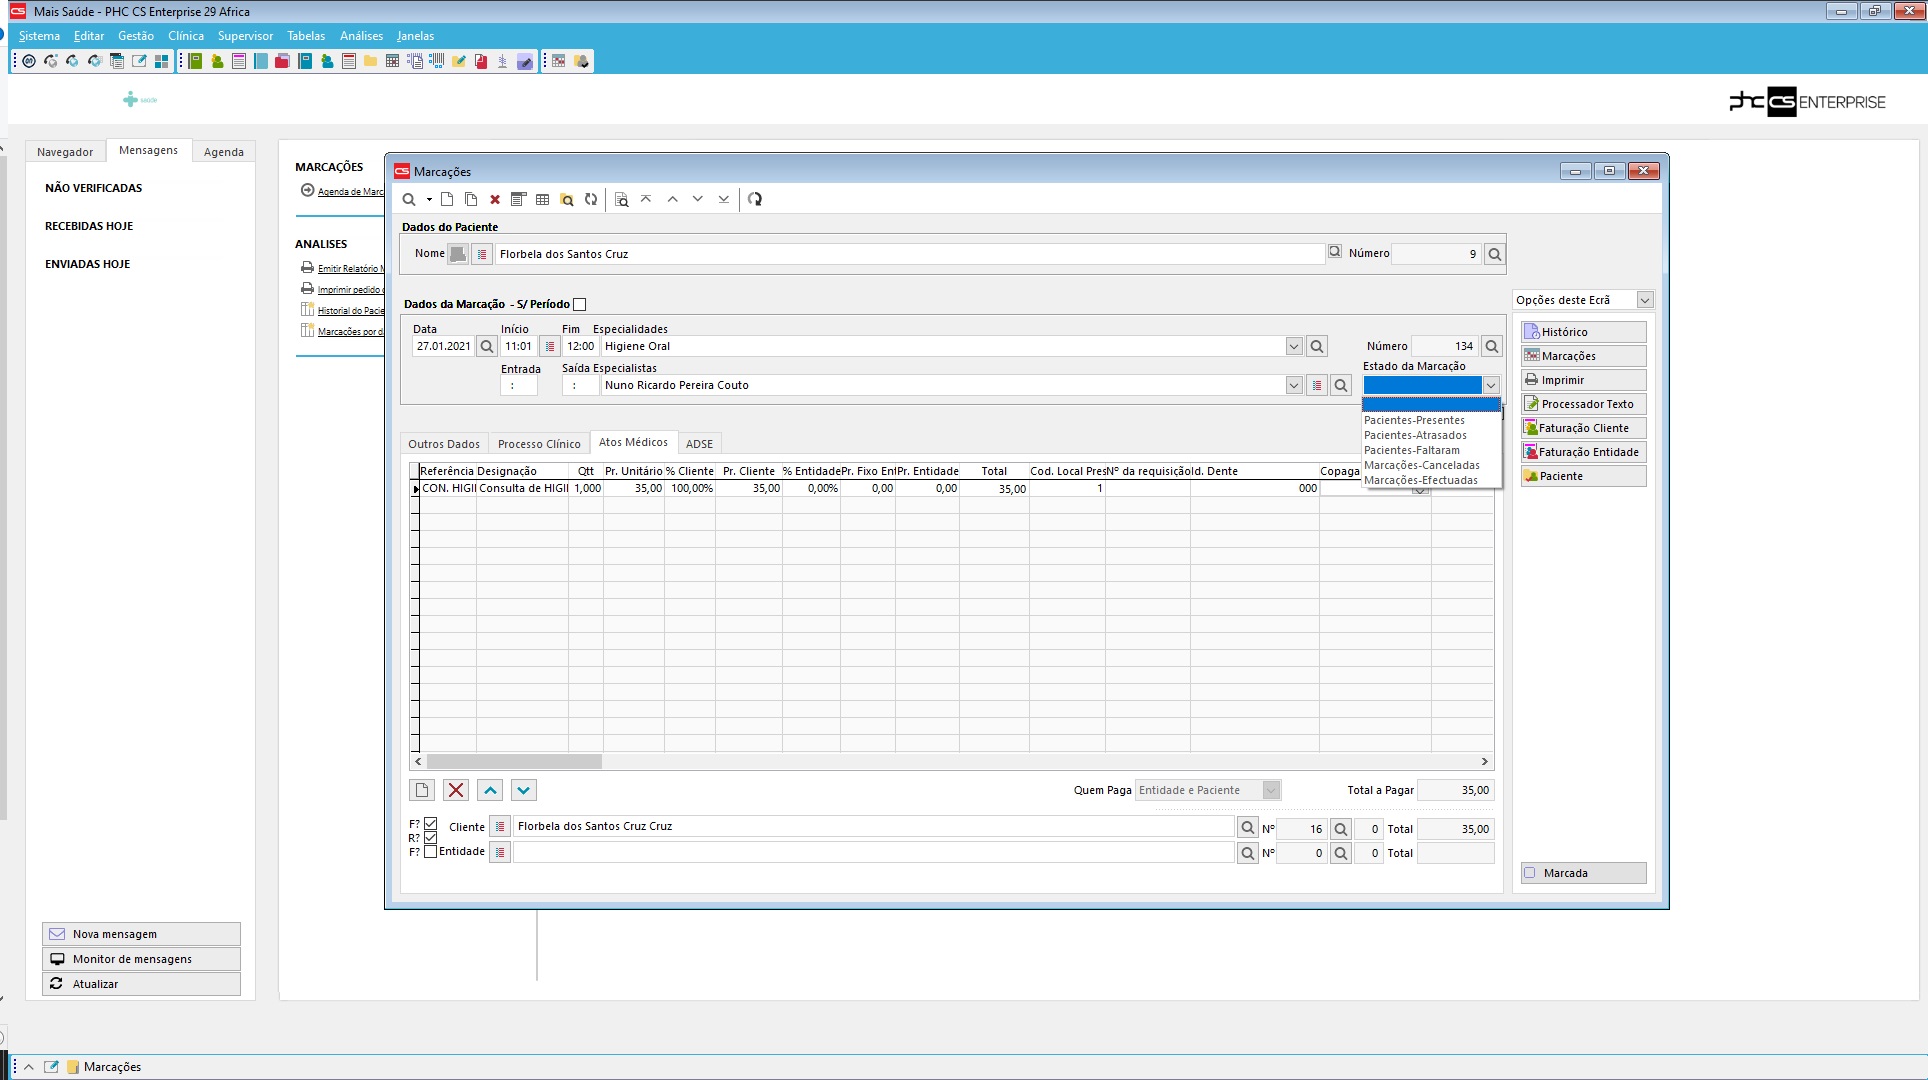 Mais Saúde - PHC CS Enterprise 29 Africa
Sistema Editar Gestão Clínica Supervisor Tabelas Análises Janelas
saúde
phc CS ENTERPRISE
Navegador Mensagens Agenda
NÃO VERIFICADAS
RECEBIDAS HOJE
ENVIADAS HOJE
Nova mensagem
Monitor de mensagens
Atualizar
MARCAÇÕES
Agenda de Marc
ANALISES
Emitir Relatório M
Imprimir pedido d
Historial do Pacie
Marcações por da
CS Marcações
Dados do Paciente
Nome Florbela dos Santos Cruz Número 9
Dados da Marcação - S/ Período
Data Início Fim Especialidades
27.01.2021 11:01 12:00 Higiene Oral Número 134
Entrada Saída Especialistas Estado da Marcação
: : Nuno Ricardo Pereira Couto
Pacientes-Presentes
Pacientes-Atrasados
Pacientes-Faltaram
Marcações-Canceladas
Marcações-Efectuadas
Outros Dados Processo Clínico Atos Médicos ADSE
Referência Designação Qtt Pr. Unitário % Cliente Pr. Cliente % Entidade Pr. Fixo Enl Pr. Entidade Total Cod. Local Pres Nº da requisição Id. Dente Copaga
CON. HIGII Consulta de HIGII 1,000 35,00 100,00% 35,00 0,00% 0,00 0,00 35,00 1 000
Quem Paga Entidade e Paciente Total a Pagar 35,00
F? Cliente Florbela dos Santos Cruz Cruz Nº 16 0 Total 35,00
R?
F? Entidade Nº 0 0 Total
Opções deste Ecrã
Histórico
Marcações
Imprimir
Processador Texto
Faturação Cliente
Faturação Entidade
Paciente
Marcada
Marcações